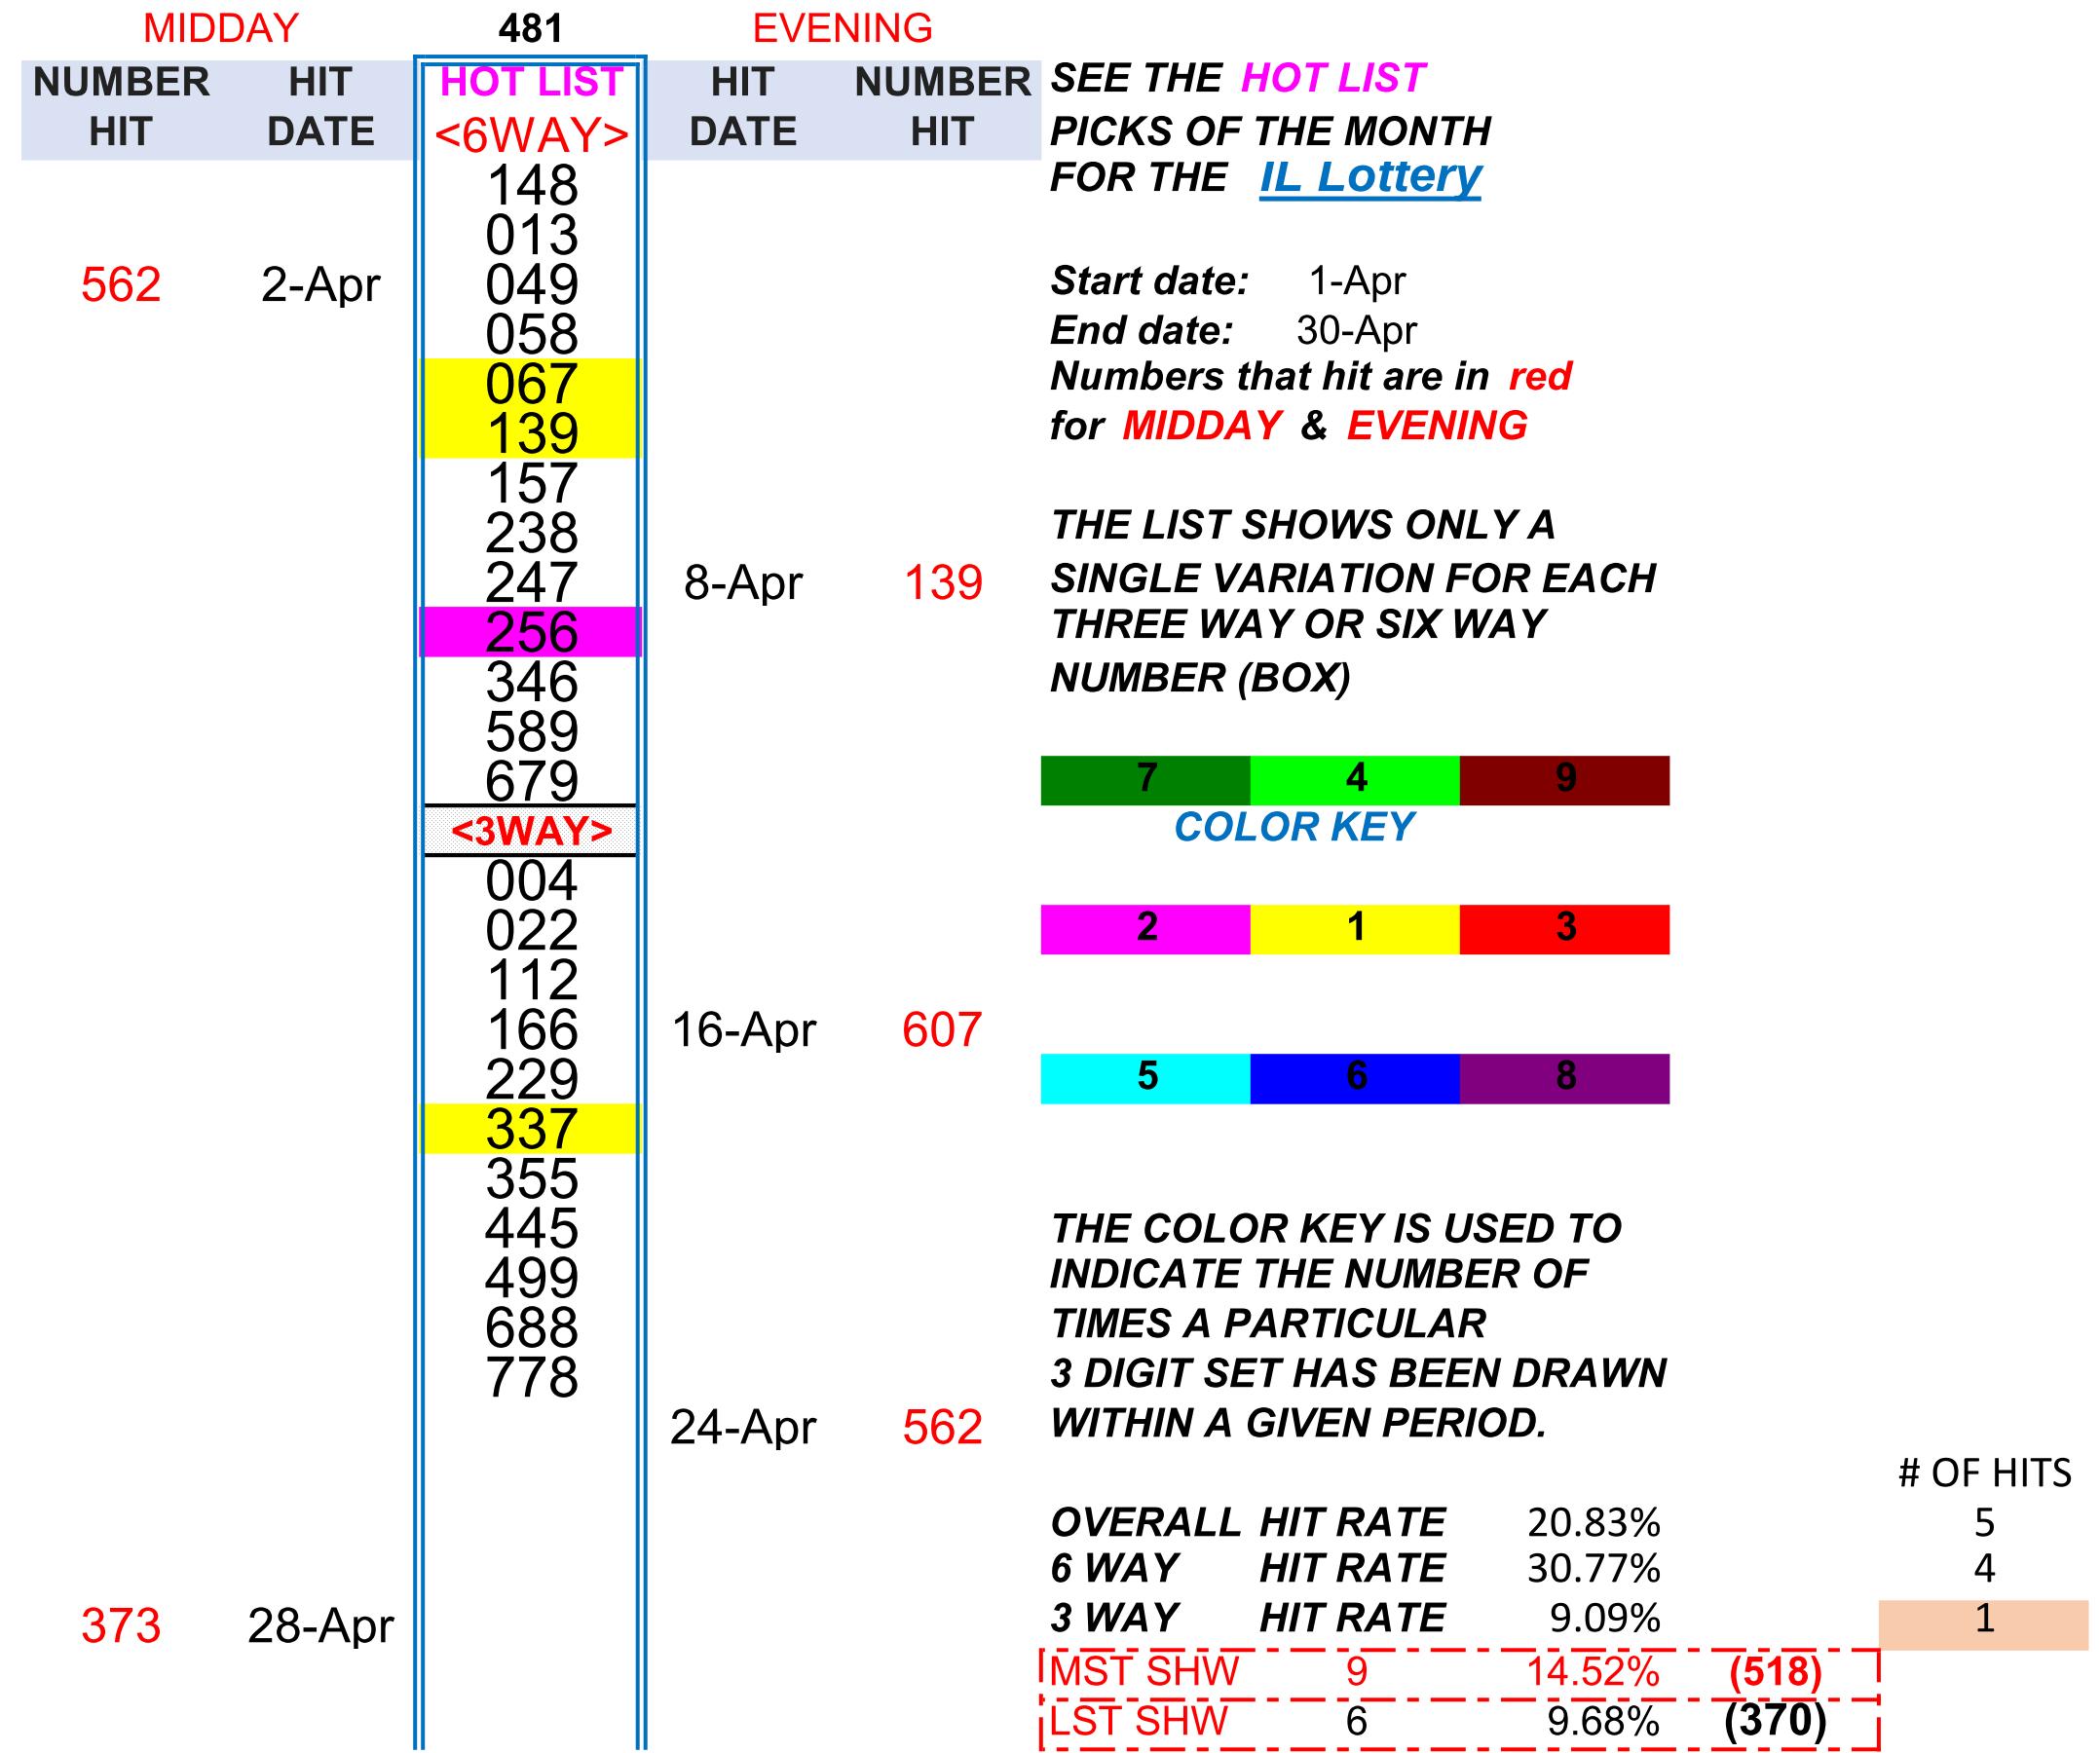 MIDDAY 481 EVENING
NUMBER HIT HOT LIST HIT NUMBER SEE THE HOT LIST
HIT DATE <6WAY> DATE HIT PICKS OF THE MONTH
148 FOR THE IL Lottery
013
562 2-Apr 049 Start date: 1-Apr
058 End date: 30-Apr
067 Numbers that hit are in red
139 for MIDDAY & EVENING
157
238 THE LIST SHOWS ONLY A
247 8-Apr 139 SINGLE VARIATION FOR EACH
256 THREE WAY OR SIX WAY
346 NUMBER (BOX)
589
679 7 4 9
<3WAY> COLOR KEY
004
022 2 1 3
112
166 16-Apr 607
229 5 6 8
337
355
445 THE COLOR KEY IS USED TO
499 INDICATE THE NUMBER OF
688 TIMES A PARTICULAR
778 3 DIGIT SET HAS BEEN DRAWN
24-Apr 562 WITHIN A GIVEN PERIOD.
# OF HITS
OVERALL HIT RATE 20.83% 5
6 WAY HIT RATE 30.77% 4
373 28-Apr 3 WAY HIT RATE 9.09% 1
MST SHW 9 14.52% (518)
LST SHW 6 9.68% (370)